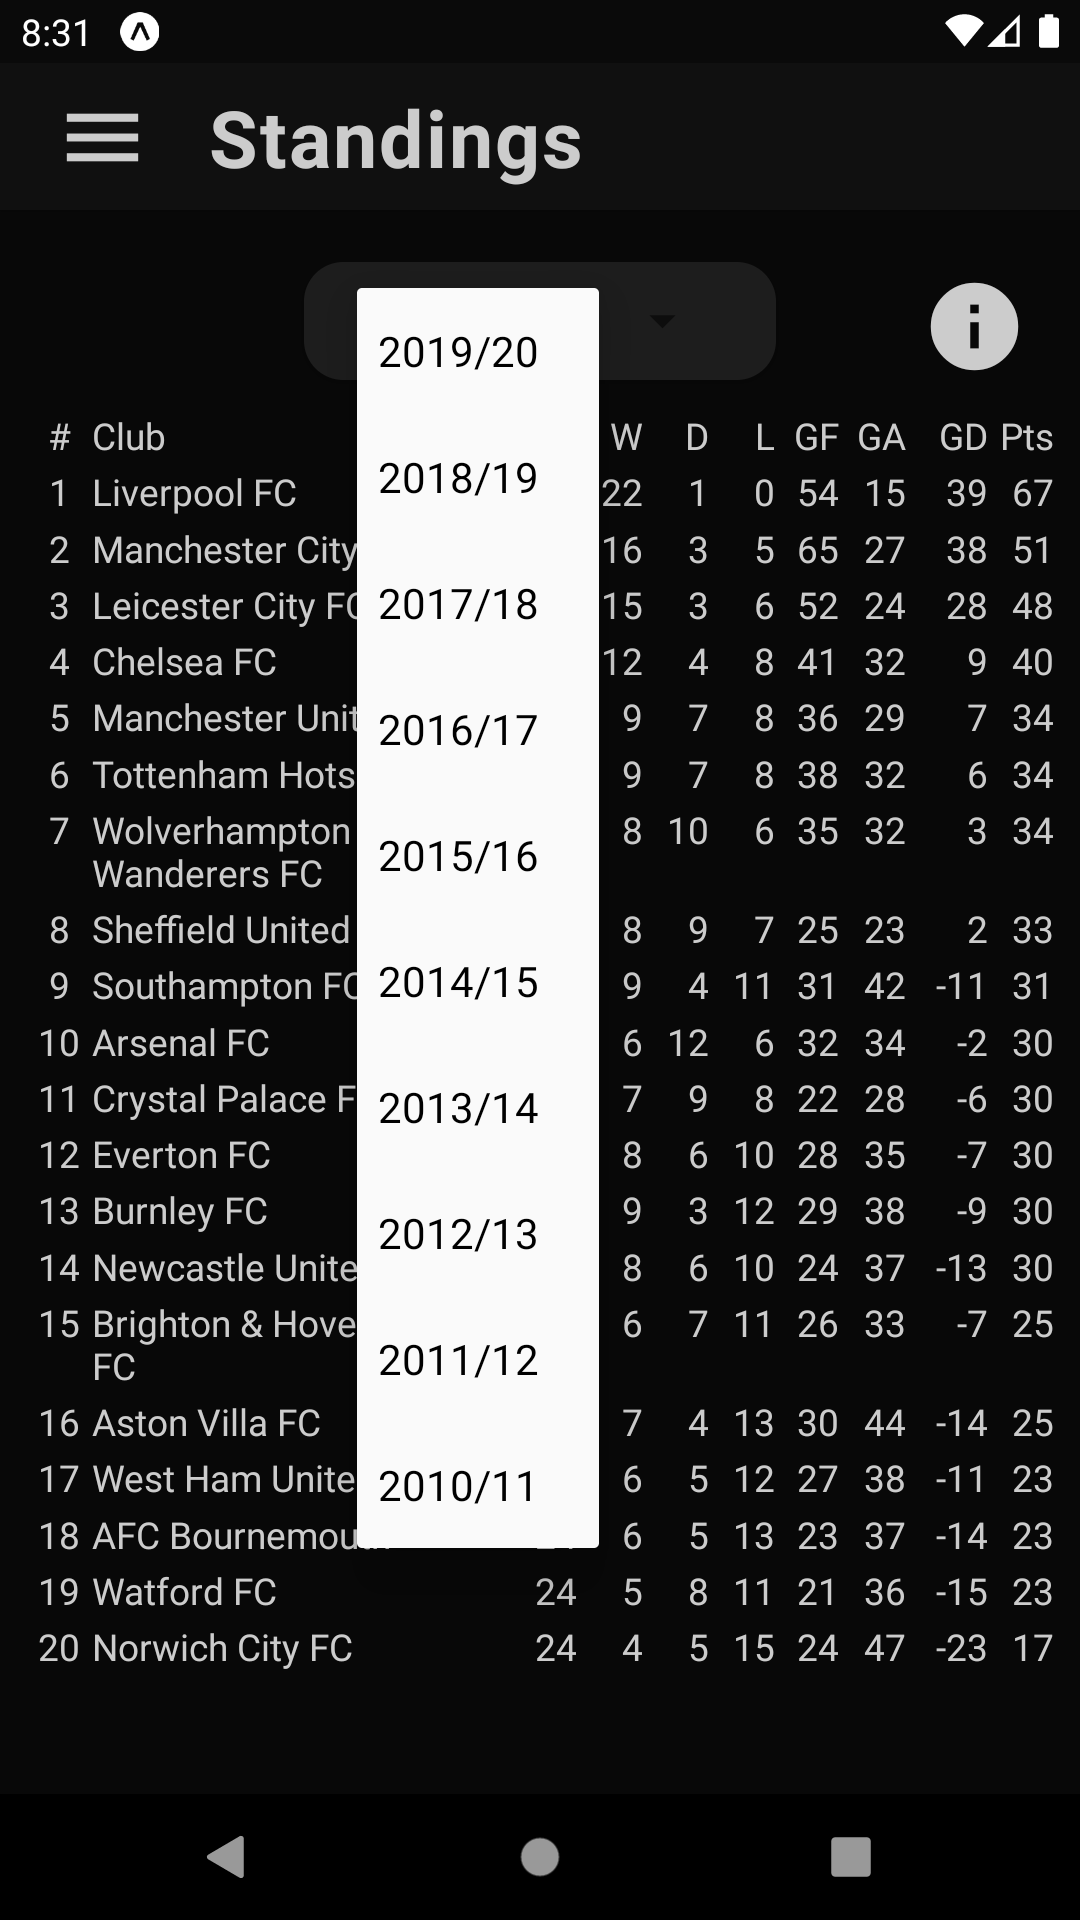 8:31
Standings
2019/20
# Club W D L GF GA GD Pts
1 Liverpool FC 22 1 0 54 15 39 67
2018/19
2 Manchester City 16 3 5 65 27 38 51
3 Leicester City FC 15 3 6 52 24 28 48
2017/18
4 Chelsea FC 12 4 8 41 32 9 40
5 Manchester Unit 9 7 8 36 29 7 34
2016/17
6 Tottenham Hots 9 7 8 38 32 6 34
7 Wolverhampton 8 10 6 35 32 3 34
Wanderers FC
2015/16
8 Sheffield United 8 9 7 25 23 2 33
9 Southampton FC 9 4 11 31 42 -11 31
2014/15
10 Arsenal FC 6 12 6 32 34 -2 30
11 Crystal Palace F 7 9 8 22 28 -6 30
2013/14
12 Everton FC 8 6 10 28 35 -7 30
13 Burnley FC 9 3 12 29 38 -9 30
2012/13
14 Newcastle Unite 8 6 10 24 37 -13 30
15 Brighton & Hove 6 7 11 26 33 -7 25
FC
2011/12
16 Aston Villa FC 7 4 13 30 44 -14 25
17 West Ham Unite 6 5 12 27 38 -11 23
2010/11
18 AFC Bournemou 6 5 13 23 37 -14 23
19 Watford FC 24 5 8 11 21 36 -15 23
20 Norwich City FC 24 4 5 15 24 47 -23 17